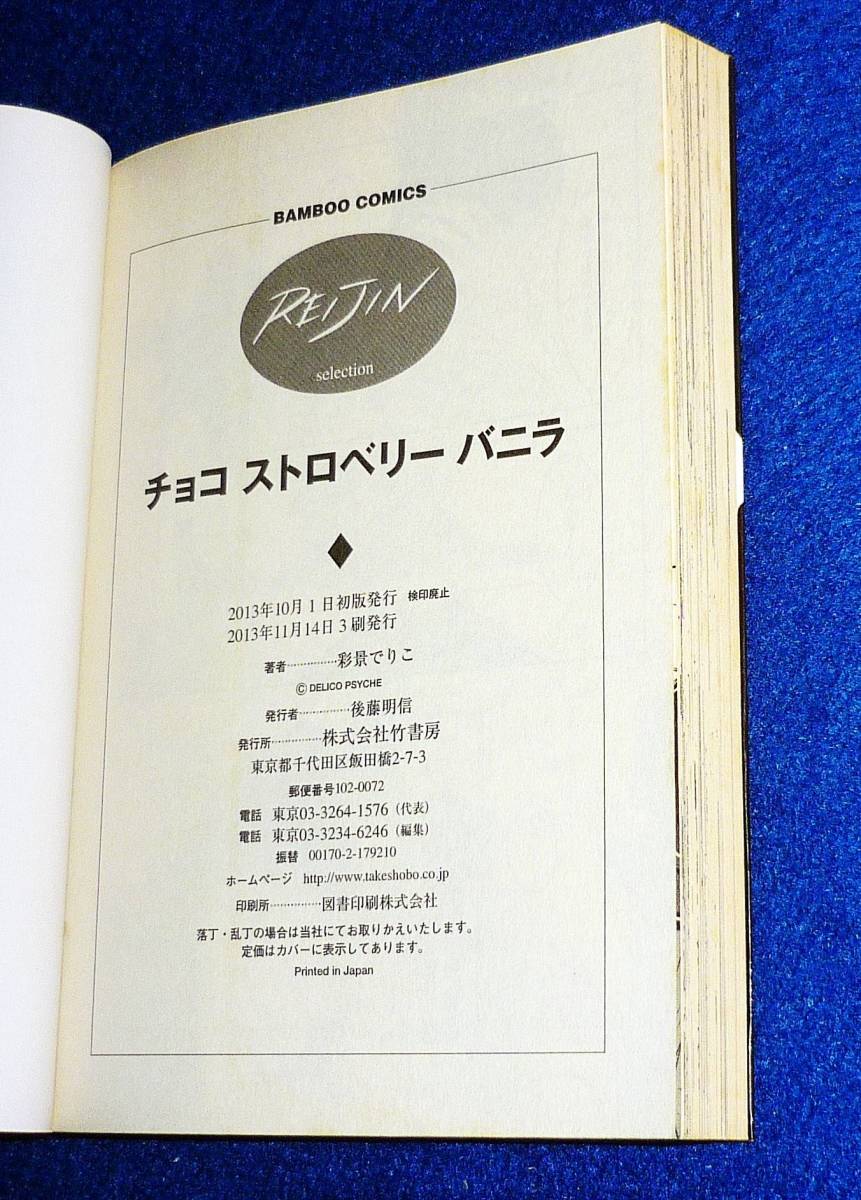 BAMBOO COMICS
REIJIN
selection
チョコ ストロベリー バニラ
2013年10月1日初版発行 検印廃止
2013年11月14日3刷発行
著者……………彩景でりこ
© DELICO PSYCHE
発行者……………後藤明信
発行所……………株式会社竹書房
東京都千代田区飯田橋2-7-3
郵便番号102-0072
電話 東京03-3264-1576（代表）
電話 東京03-3234-6246（編集）
振替 00170-2-179210
ホームページ http://www.takeshobo.co.jp
印刷所……………図書印刷株式会社
落丁・乱丁の場合は当社にてお取りかえいたします。
定価はカバーに表示してあります。
Printed in Japan